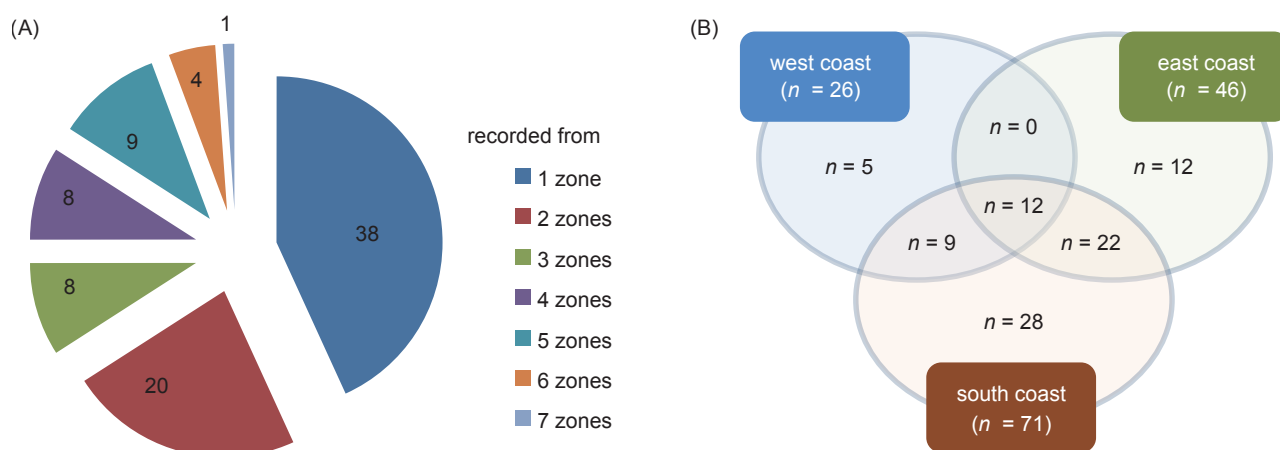 (A)
1
4
9
8
8
20
38
recorded from
1 zone
2 zones
3 zones
4 zones
5 zones
6 zones
7 zones
(B)
west coast
(n = 26)
east coast
(n = 46)
n = 0
n = 5
n = 12
n = 12
n = 9
n = 22
n = 28
south coast
(n = 71)